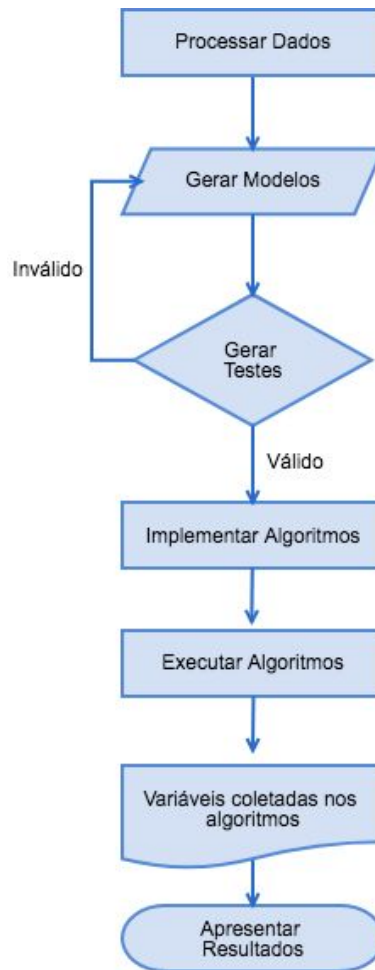 Processar Dados
Gerar Modelos
Inválido
Gerar
Testes
Válido
Implementar Algoritmos
Executar Algoritmos
Variáveis coletadas nos
algoritmos
Apresentar
Resultados